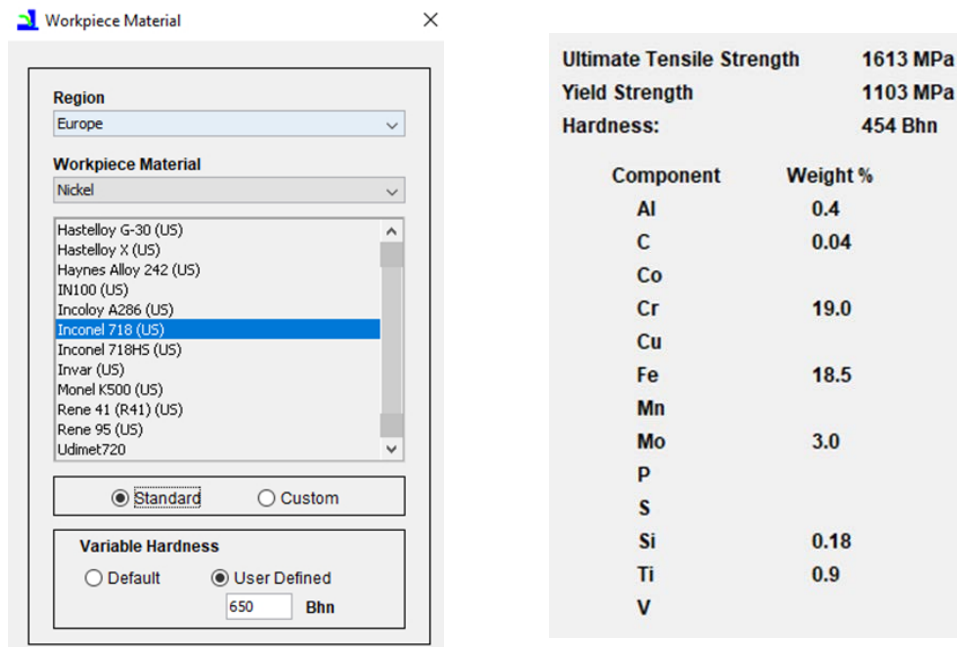 Workpiece Material
Region
Europe
Workpiece Material
Nickel
Hastelloy G-30 (US)
Hastelloy X (US)
Haynes Alloy 242 (US)
IN100 (US)
Incoloy A286 (US)
Inconel 718 (US)
Inconel 718HS (US)
Invar (US)
Monel K500 (US)
Rene 41 (R41) (US)
Rene 95 (US)
Udimet720
Standard Custom
Variable Hardness
Default User Defined
650 Bhn
Ultimate Tensile Strength 1613 MPa
Yield Strength 1103 MPa
Hardness: 454 Bhn
Component Weight %
Al 0.4
C 0.04
Co
Cr 19.0
Cu
Fe 18.5
Mn
Mo 3.0
P
S
Si 0.18
Ti 0.9
V